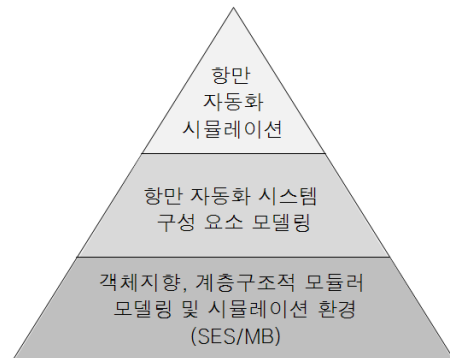 항만
자동화
시뮬레이션
항만 자동화 시스템
구성 요소 모델링
객체지향, 계층구조적 모듈러
모델링 및 시뮬레이션 환경
(SES/MB)